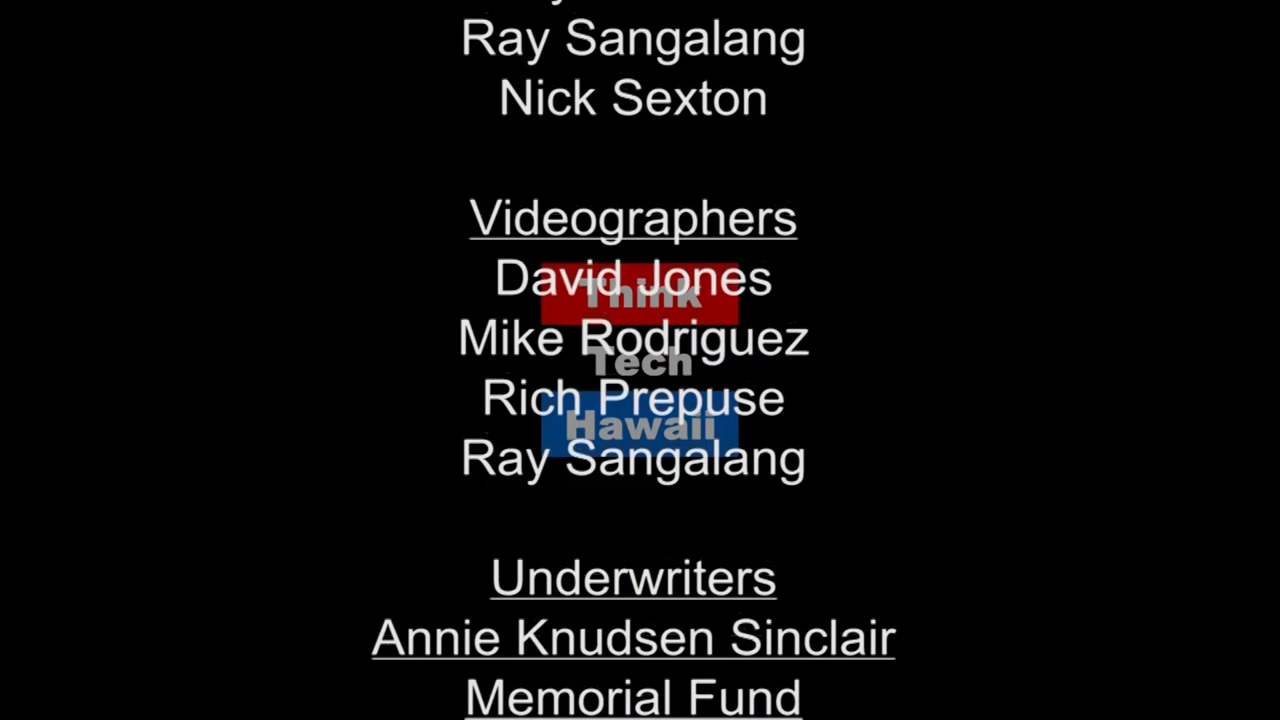 Ray Sangalang
Nick Sexton
Videographers
David Jones
Think
Mike Rodriguez
Tech
Rich Prepuse
Hawaii
Ray Sangalang
Underwriters
Annie Knudsen Sinclair
Memorial Fund